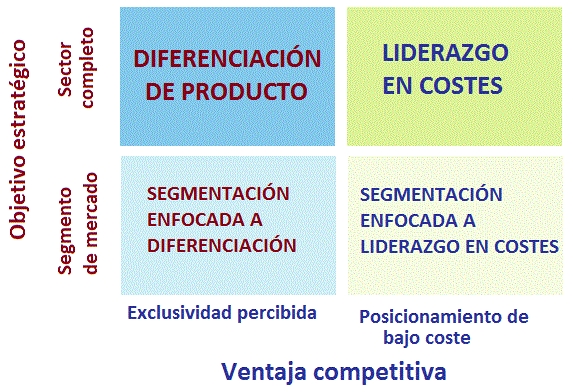 Objetivo estratégico
Sector
completo
DIFERENCIACIÓN
DE PRODUCTO
LIDERAZGO
EN COSTES
Segmento
de mercado
SEGMENTACIÓN
ENFOCADA A
DIFERENCIACIÓN
SEGMENTACIÓN
ENFOCADA A
LIDERAZGO EN COSTES
Exclusividad percibida
Posicionamiento de
bajo coste
Ventaja competitiva